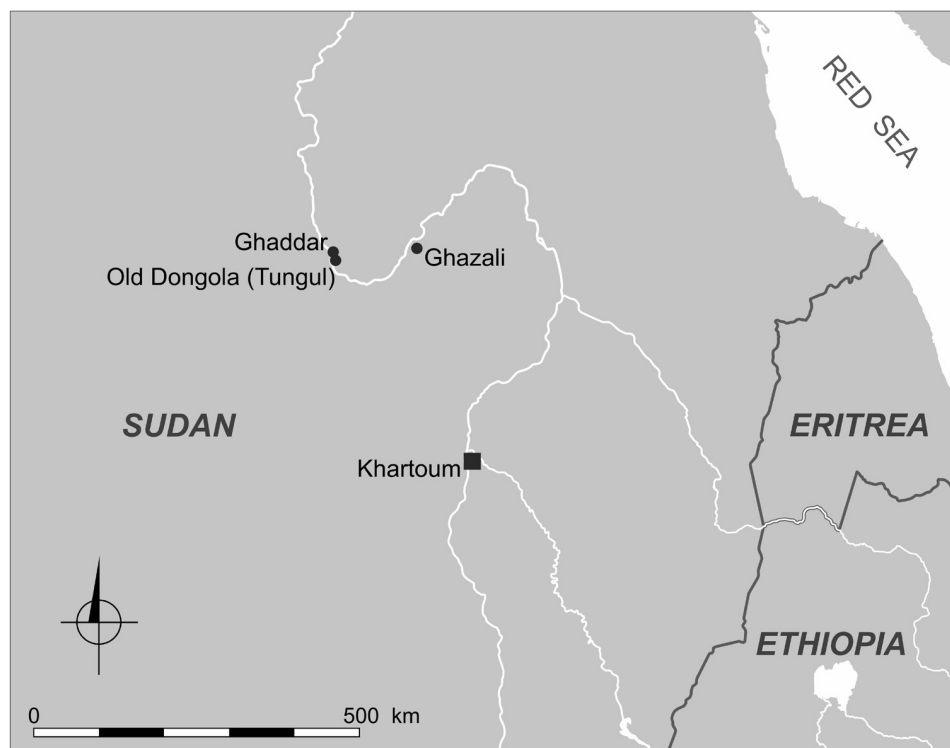 RED SEA
Ghaddar
Old Dongola (Tungul)
Ghazali
SUDAN
ERITREA
Khartoum
ETHIOPIA
0 500 km